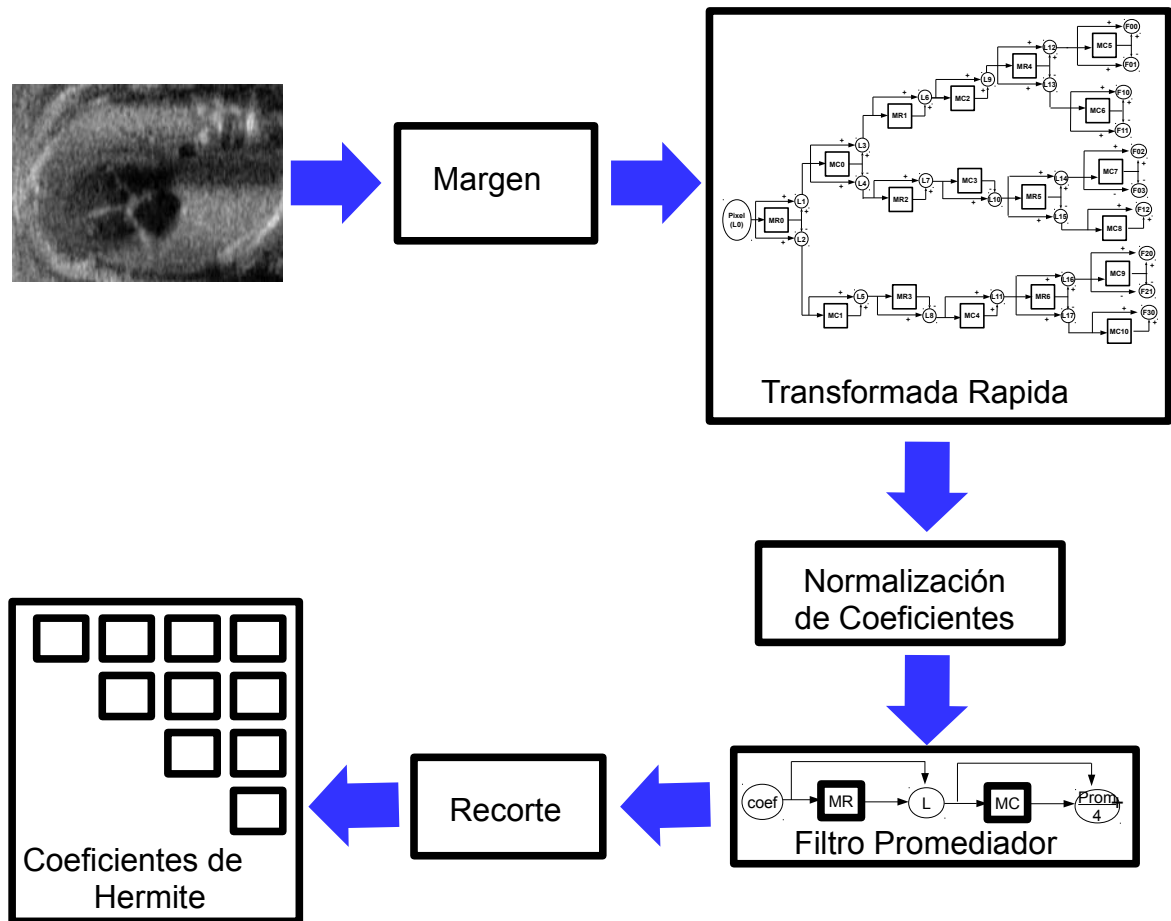 Margen
F00
L12
MC5
F01
L9
MR4
L13
F10
MC6
F11
L6
MC2
MR1
L3
MC0
L4
MR2
L7
MC3
L10
MR5
L14
L15
F02
MC7
F03
F12
MC8
Pixel
(L0)
MR0
L1
L2
MC1
L5
MR3
L8
MC4
L11
MR6
L16
L17
F20
MC9
F21
F30
MC10
Transformada Rapida
Normalización
de Coeficientes
coef
MR
L
MC
Prom
4
Filtro Promediador
Recorte
Coeficientes de
Hermite